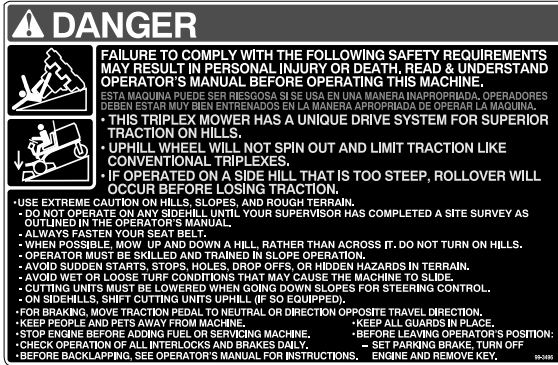 DANGER
FAILURE TO COMPLY WITH THE FOLLOWING SAFETY REQUIREMENTS
MAY RESULT IN PERSONAL INJURY OR DEATH. READ & UNDERSTAND
OPERATOR'S MANUAL BEFORE OPERATING THIS MACHINE.
ESTA MAQUINA PUEDE SER RIESGOSA SI SE USA EN UNA MANERA INAPROPRIADA. OPERADORES
DEBEN ESTAR MUY BIEN ENTRENADOS EN LA MANERA APROPRIADA DE OPERAR LA MAQUINA.
• THIS TRIPLEX MOWER HAS A UNIQUE DRIVE SYSTEM FOR SUPERIOR
TRACTION ON HILLS.
• UPHILL WHEEL WILL NOT SPIN OUT AND LIMIT TRACTION LIKE
CONVENTIONAL TRIPLEXES.
• IF OPERATED ON A SIDE HILL THAT IS TOO STEEP, ROLLOVER WILL
OCCUR BEFORE LOSING TRACTION.
•USE EXTREME CAUTION ON HILLS, SLOPES, AND ROUGH TERRAIN.
- DO NOT OPERATE ON ANY SIDEHILL UNTIL YOUR SUPERVISOR HAS COMPLETED A SITE SURVEY AS
OUTLINED IN THE OPERATOR'S MANUAL.
- ALWAYS FASTEN YOUR SEAT BELT.
- WHEN POSSIBLE, MOW UP AND DOWN A HILL, RATHER THAN ACROSS IT. DO NOT TURN ON HILLS.
- OPERATOR MUST BE SKILLED AND TRAINED IN SLOPE OPERATION.
- AVOID SUDDEN STARTS, STOPS, HOLES, DROP OFFS, OR HIDDEN HAZARDS IN TERRAIN.
- AVOID WET OR LOOSE TURF CONDITIONS THAT MAY CAUSE THE MACHINE TO SLIDE.
- CUTTING UNITS MUST BE LOWERED WHEN GOING DOWN SLOPES FOR STEERING CONTROL.
- ON SIDEHILLS, SHIFT CUTTING UNITS UPHILL (IF SO EQUIPPED).
•FOR BRAKING, MOVE TRACTION PEDAL TO NEUTRAL OR DIRECTION OPPOSITE TRAVEL DIRECTION.
•KEEP PEOPLE AND PETS AWAY FROM MACHINE.
•STOP ENGINE BEFORE ADDING FUEL OR SERVICING MACHINE.
•CHECK OPERATION OF ALL INTERLOCKS AND BRAKES DAILY.
•BEFORE BACKLAPPING, SEE OPERATOR'S MANUAL FOR INSTRUCTIONS.
•KEEP ALL GUARDS IN PLACE.
•BEFORE LEAVING OPERATOR'S POSITION:
– SET PARKING BRAKE, TURN OFF
ENGINE AND REMOVE KEY.
99-3496